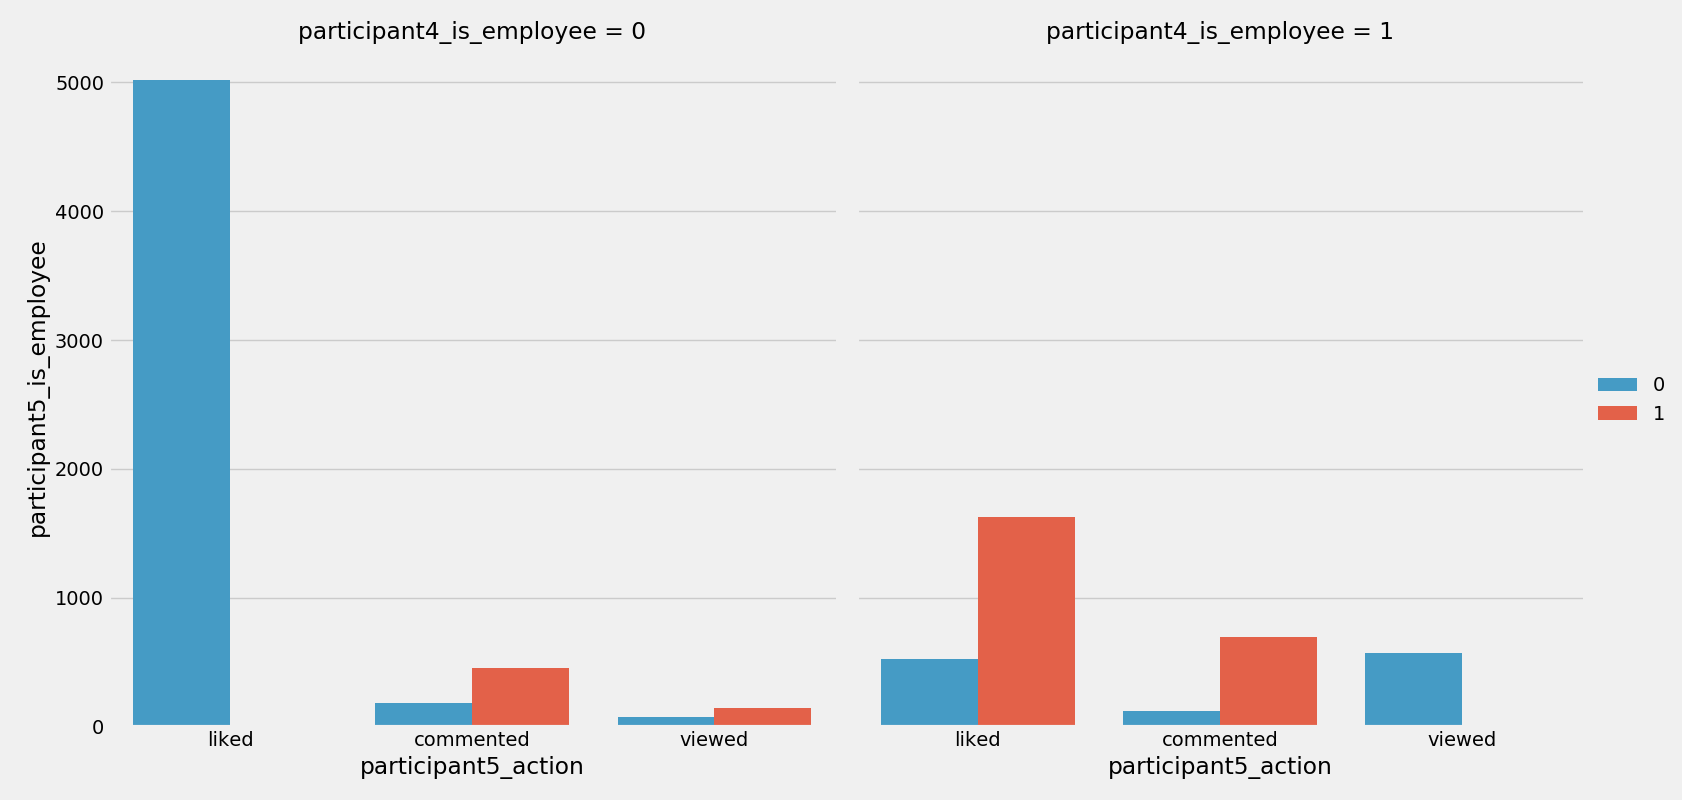 participant4_is_employee = 0
participant4_is_employee = 1
participant5_is_employee
5000
4000
3000
2000
1000
0
liked
commented
viewed
liked
commented
viewed
participant5_action
participant5_action
0
1